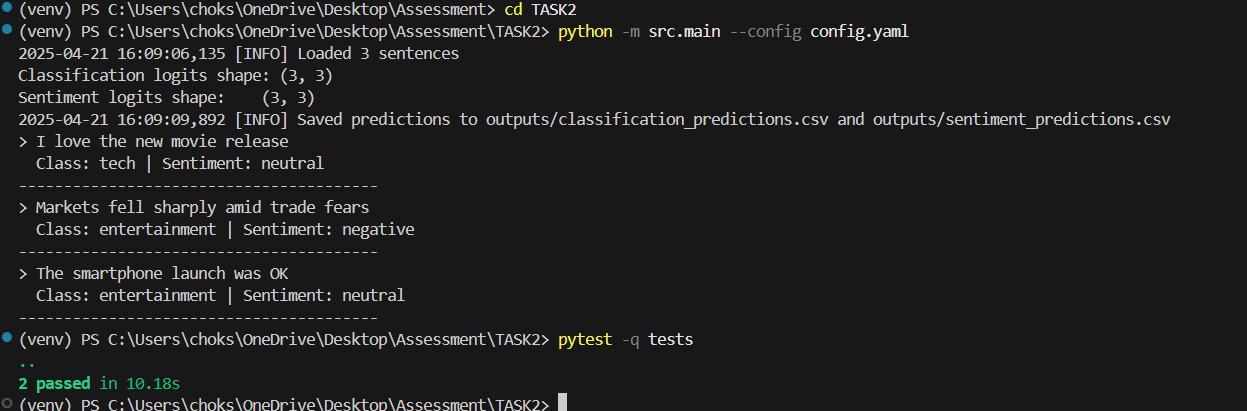 (venv) PS C:\Users\choks\OneDrive\Desktop\Assessment> cd TASK2
(venv) PS C:\Users\choks\OneDrive\Desktop\Assessment\TASK2> python -m src.main --config config.yaml
2025-04-21 16:09:06,135 [INFO] Loaded 3 sentences
Classification logits shape: (3, 3)
Sentiment logits shape:    (3, 3)
2025-04-21 16:09:09,892 [INFO] Saved predictions to outputs/classification_predictions.csv and outputs/sentiment_predictions.csv
> I love the new movie release
  Class: tech | Sentiment: neutral
----------------------------------------
> Markets fell sharply amid trade fears
  Class: entertainment | Sentiment: negative
----------------------------------------
> The smartphone launch was OK
  Class: entertainment | Sentiment: neutral
----------------------------------------
(venv) PS C:\Users\choks\OneDrive\Desktop\Assessment\TASK2> pytest -q tests
..
2 passed in 10.18s
(venv) PS C:\Users\choks\OneDrive\Desktop\Assessment\TASK2>